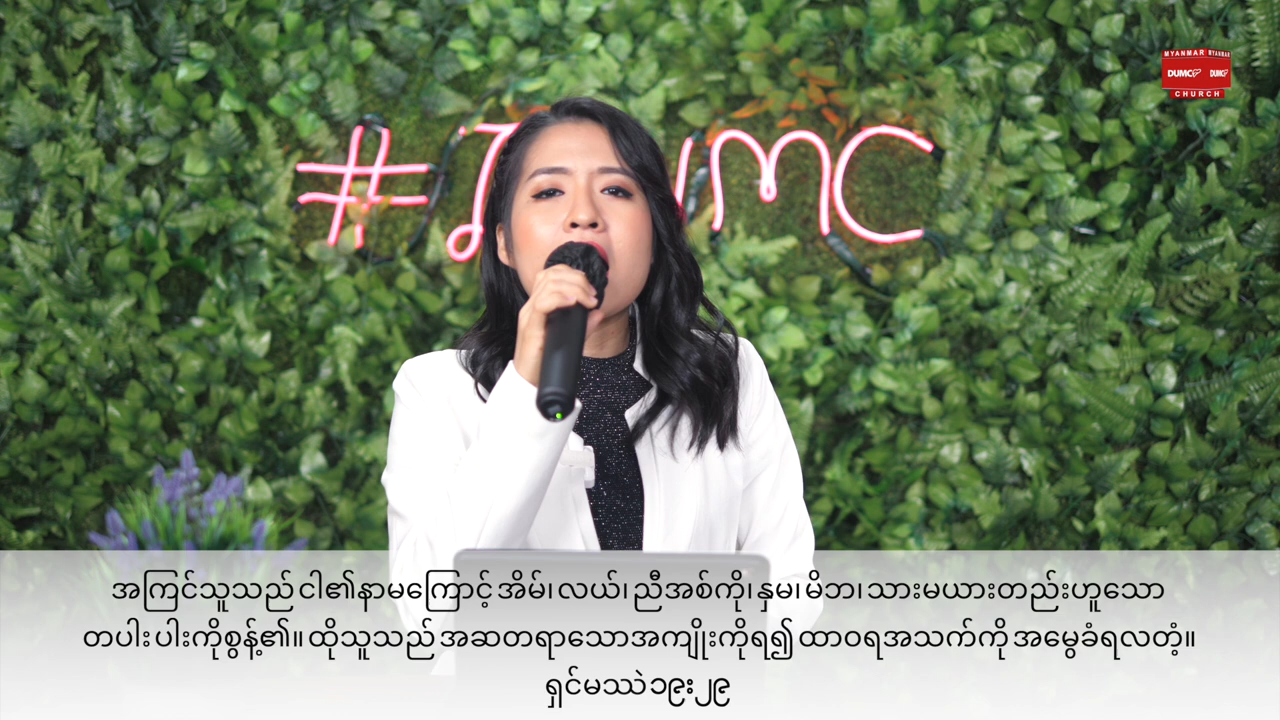 MYANMAR MYANMAR
DUMC DUMC
CHURCH
#DUMC
အကြင်သူသည် ငါ၏နာမကြောင့် အိမ်၊ လယ်၊ ညီအစ်ကို၊ နှမ၊ မိဘ၊ သားမယားတည်းဟူသော
တပါးပါးကိုစွန့်၏။ ထိုသူသည် အဆတရာသောအကျိုးကိုရ၍ ထာဝရအသက်ကို အမွေခံရလတံ့။
ရှင်မဿဲ ၁၉း၂၉